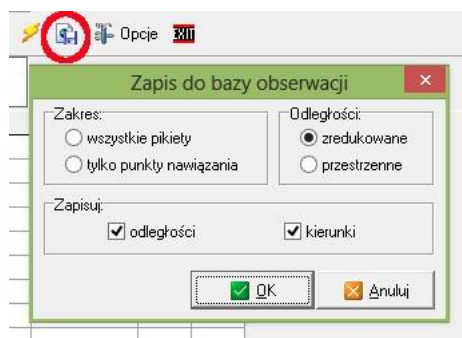 Opcje EXIT
Zapis do bazy obserwacji
Zakres:
wszystkie pikiety
tylko punkty nawiązania
Odległości:
zredukowane
przestrzenne
Zapisuj:
odległości
kierunki
OK
Anuluj